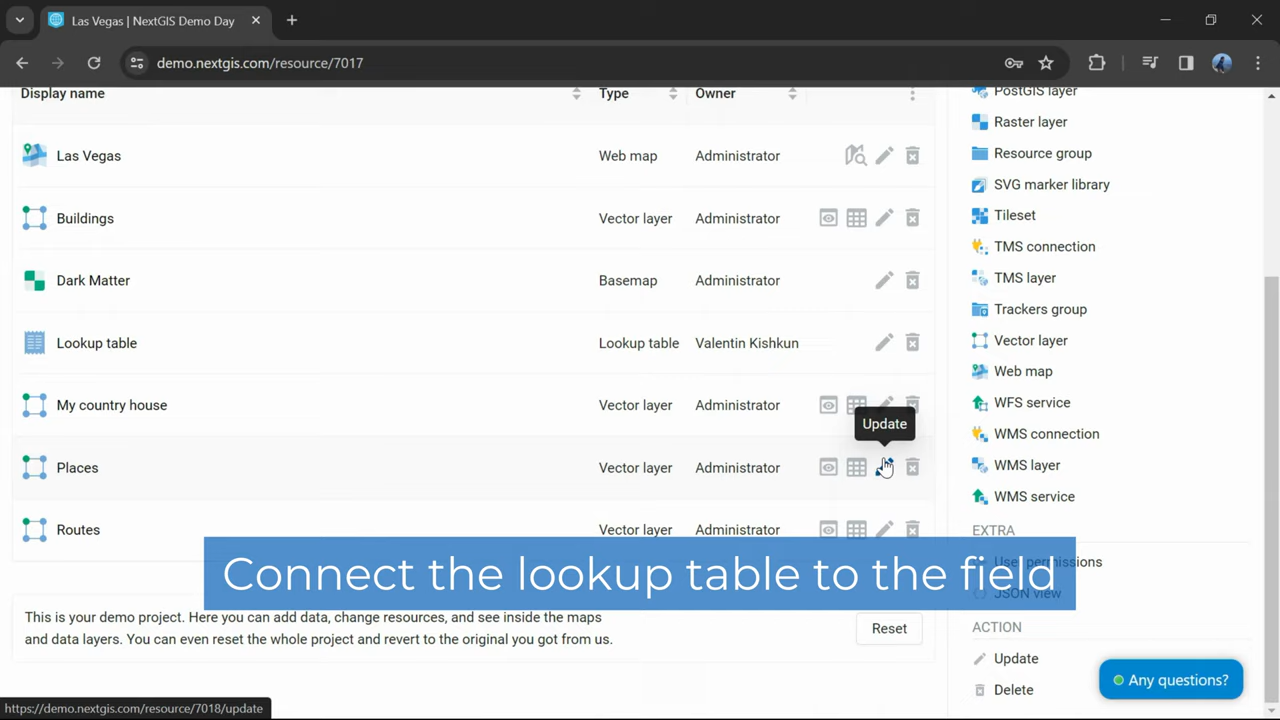 Las Vegas | NextGIS Demo Day
demo.nextgis.com/resource/7017
Display name
Type
Owner
Las Vegas
Web map
Administrator
Buildings
Vector layer
Administrator
Dark Matter
Basemap
Administrator
Lookup table
Lookup table
Valentin Kishkun
My country house
Vector layer
Administrator
Update
Places
Vector layer
Administrator
Routes
Vector layer
Administrator
Connect the lookup table to the field
This is your demo project. Here you can add data, change resources, and see inside the maps
and data layers. You can even reset the whole project and revert to the original you got from us.
Reset
PostGIS layer
Raster layer
Resource group
SVG marker library
Tileset
TMS connection
TMS layer
Trackers group
Vector layer
Web map
WFS service
WMS connection
WMS layer
WMS service
EXTRA
User permissions
JSON view
ACTION
Update
Delete
Any questions?
https://demo.nextgis.com/resource/7018/update